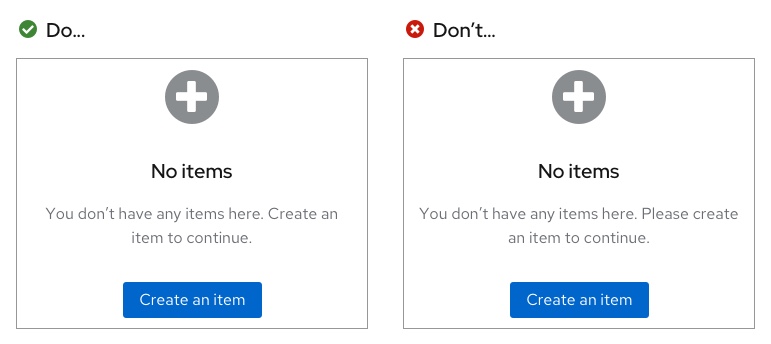 Do...
No items
You don’t have any items here. Create an
item to continue.
Create an item
Don’t...
No items
You don’t have any items here. Please create
an item to continue.
Create an item